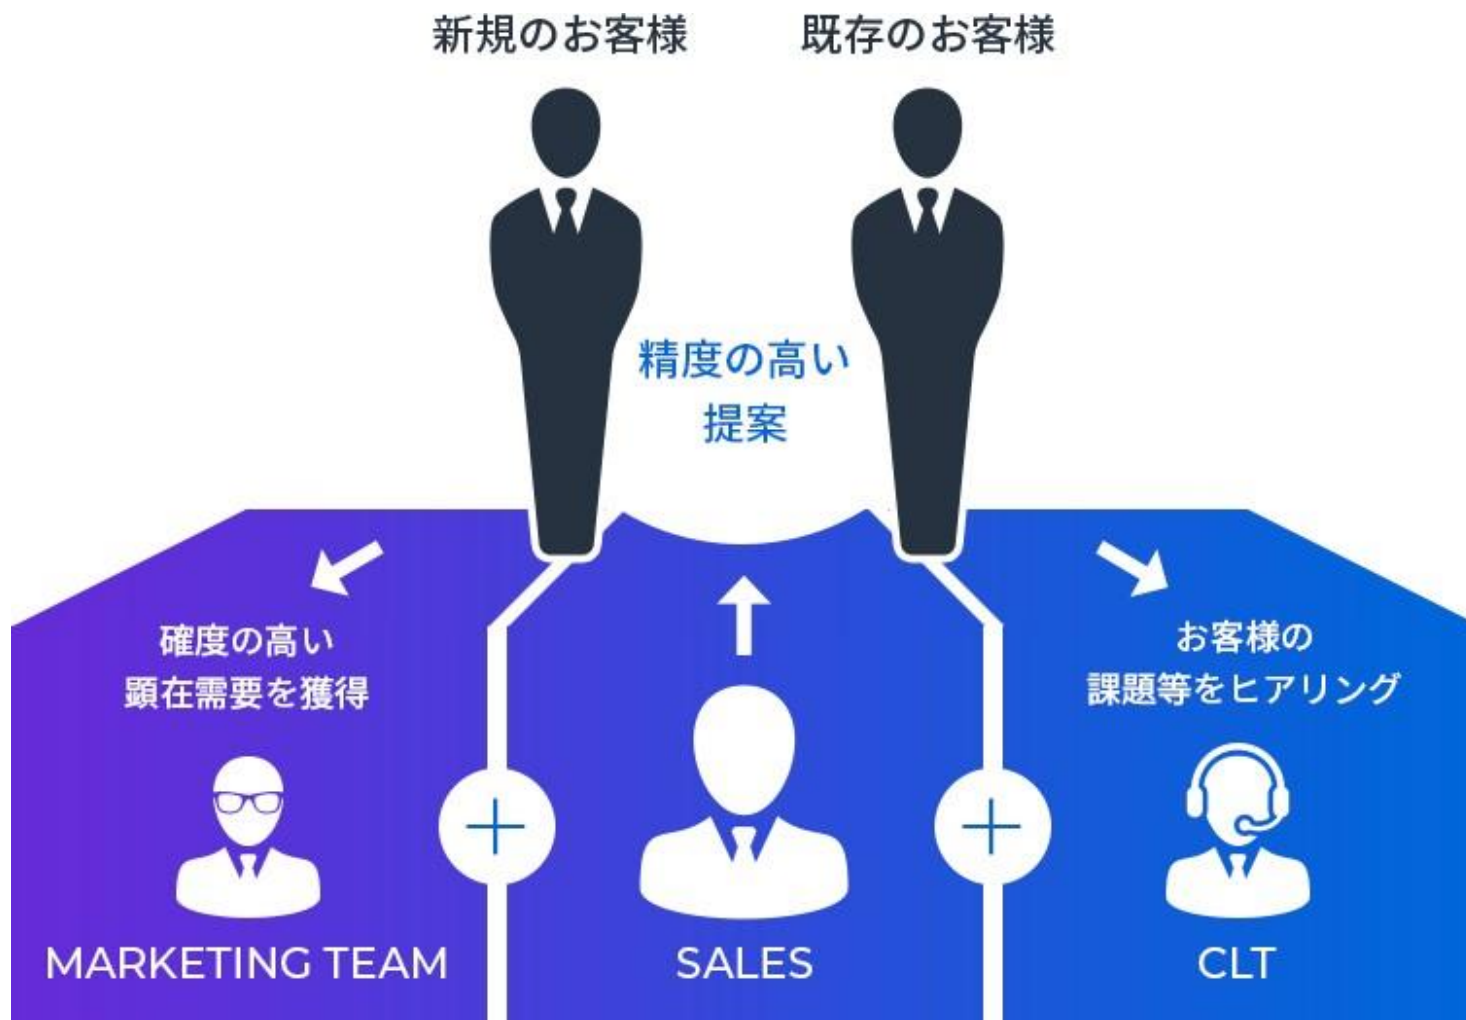 新規のお客様
既存のお客様
精度の高い
提案
確度の高い
顕在需要を獲得
お客様の
課題等をヒアリング
MARKETING TEAM
SALES
CLT